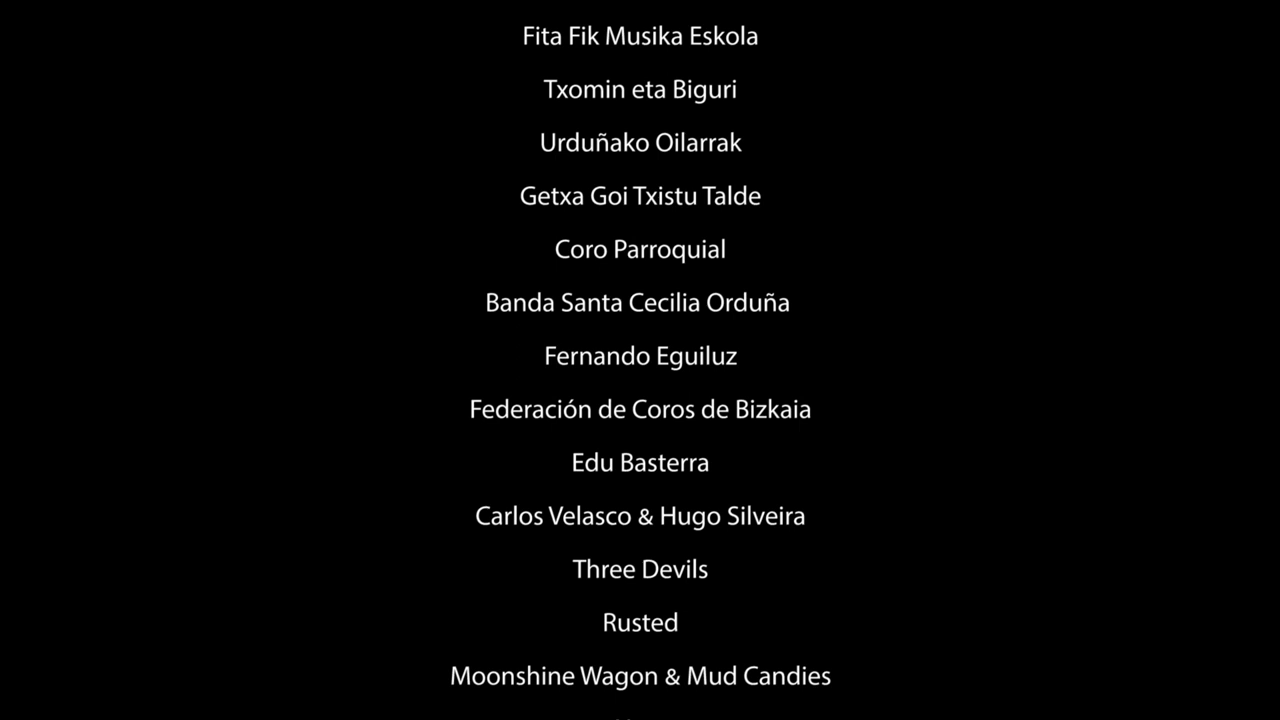 Fita Fik Musika Eskola
Txomin eta Biguri
Urduñako Oilarrak
Getxa Goi Txistu Talde
Coro Parroquial
Banda Santa Cecilia Orduña
Fernando Eguiluz
Federación de Coros de Bizkaia
Edu Basterra
Carlos Velasco & Hugo Silveira
Three Devils
Rusted
Moonshine Wagon & Mud Candies